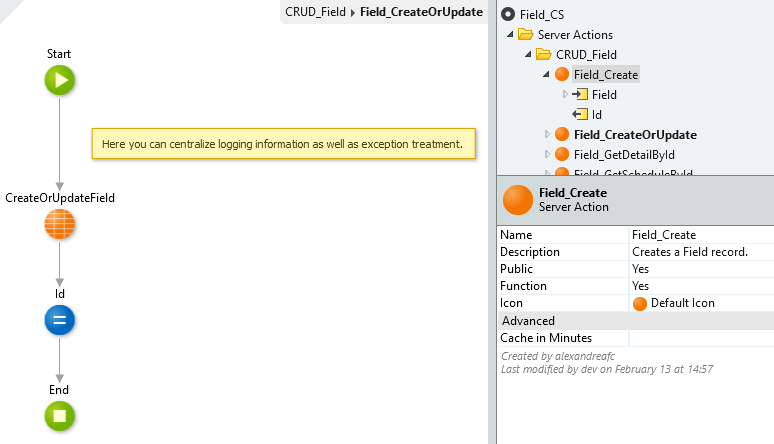 CRUD_Field ▸ Field_CreateOrUpdate
Start
Here you can centralize logging information as well as exception treatment.
CreateOrUpdateField
Id
End
Field_CS
Server Actions
CRUD_Field
Field_Create
Field
Id
Field_CreateOrUpdate
Field_GetDetailById
Field_GetScheduleById
Field_Create
Server Action
Name Field_Create
Description Creates a Field record.
Public Yes
Function Yes
Icon Default Icon
Advanced
Cache in Minutes
Created by alexandreafc
Last modified by dev on February 13 at 14:57